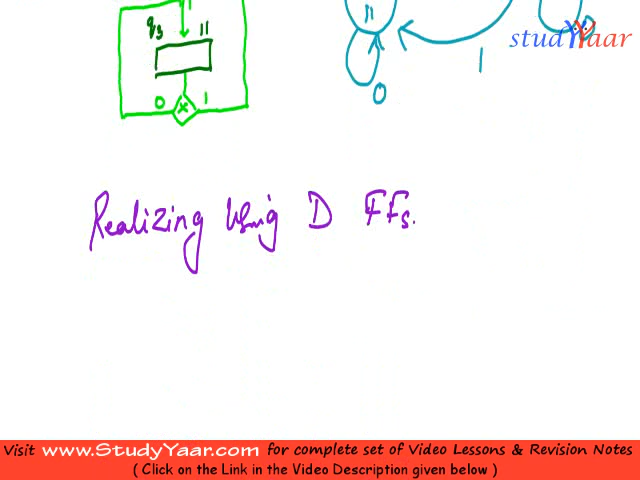 q3 11
11
studYYaar
0 x 1
1
0
Realizing Using D FFs.
Visit www.StudyYaar.com for complete set of Video Lessons & Revision Notes
( Click on the Link in the Video Description given below )